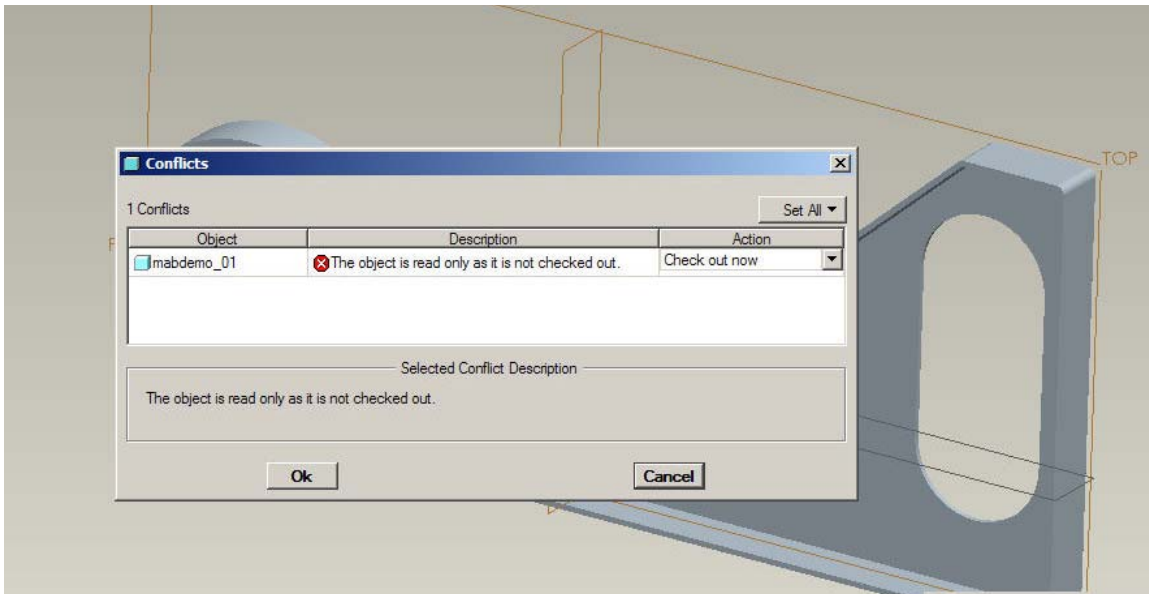 TOP
Conflicts
1 Conflicts
Set All
Object Description Action
mabdemo_01 The object is read only as it is not checked out. Check out now
Selected Conflict Description
The object is read only as it is not checked out.
Ok Cancel